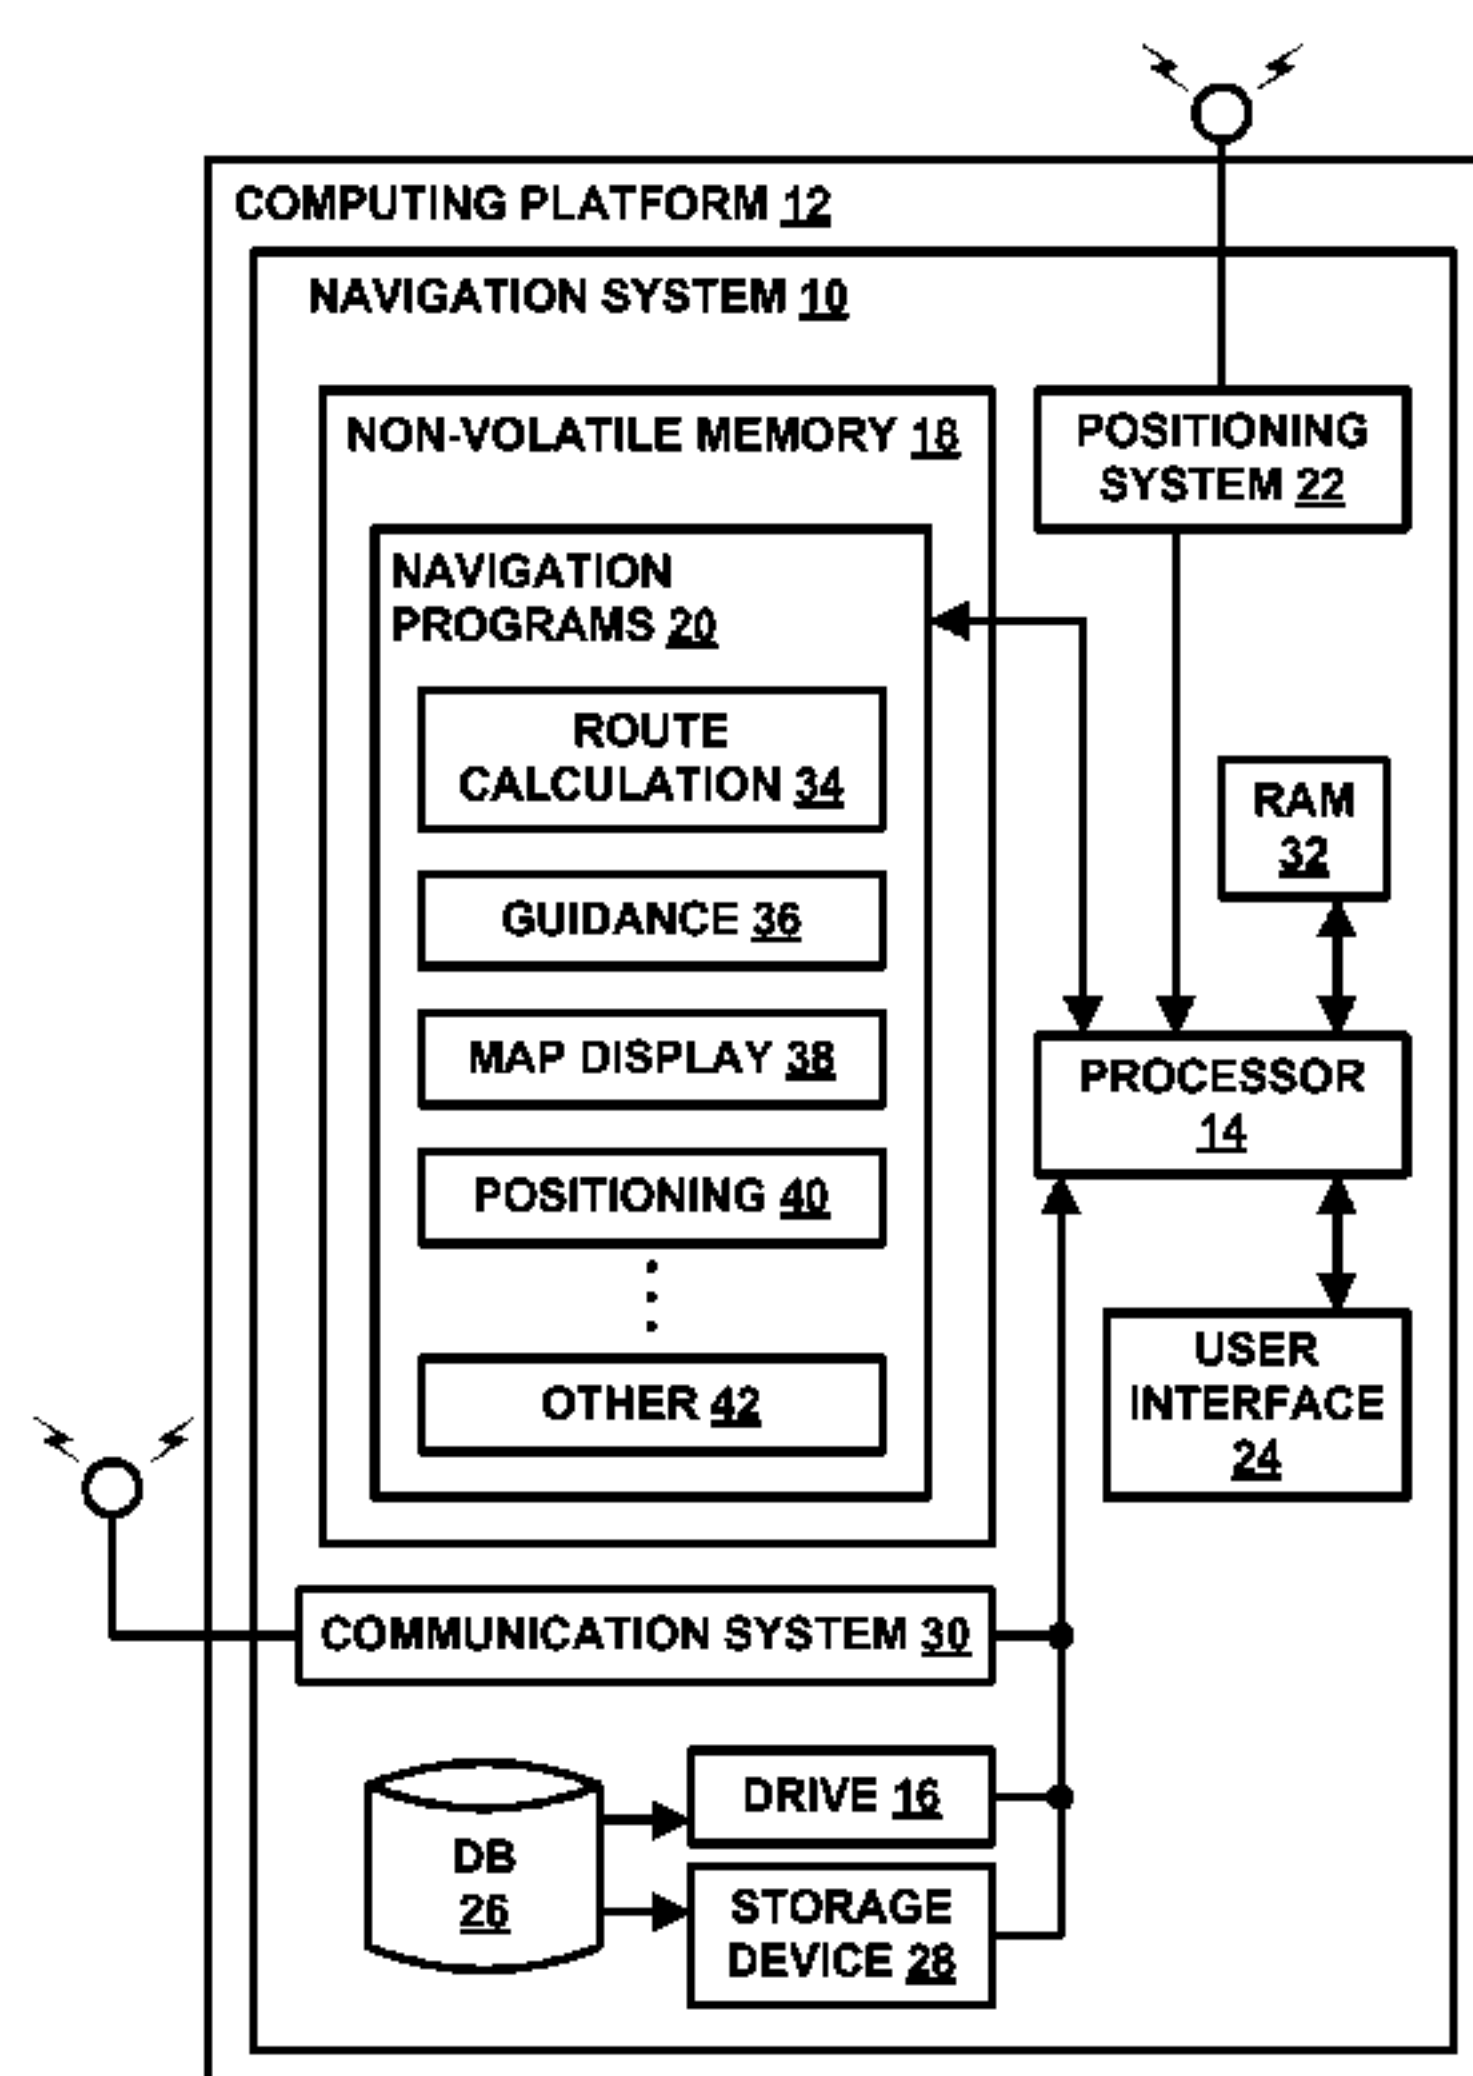 COMPUTING PLATFORM 12
NAVIGATION SYSTEM 10
NON-VOLATILE MEMORY 18
POSITIONING
SYSTEM 22
NAVIGATION
PROGRAMS 20
ROUTE
CALCULATION 34
RAM
32
GUIDANCE 36
MAP DISPLAY 38
PROCESSOR
14
POSITIONING 40
USER
INTERFACE
24
OTHER 42
COMMUNICATION SYSTEM 30
DRIVE 16
DB
26
STORAGE
DEVICE 28